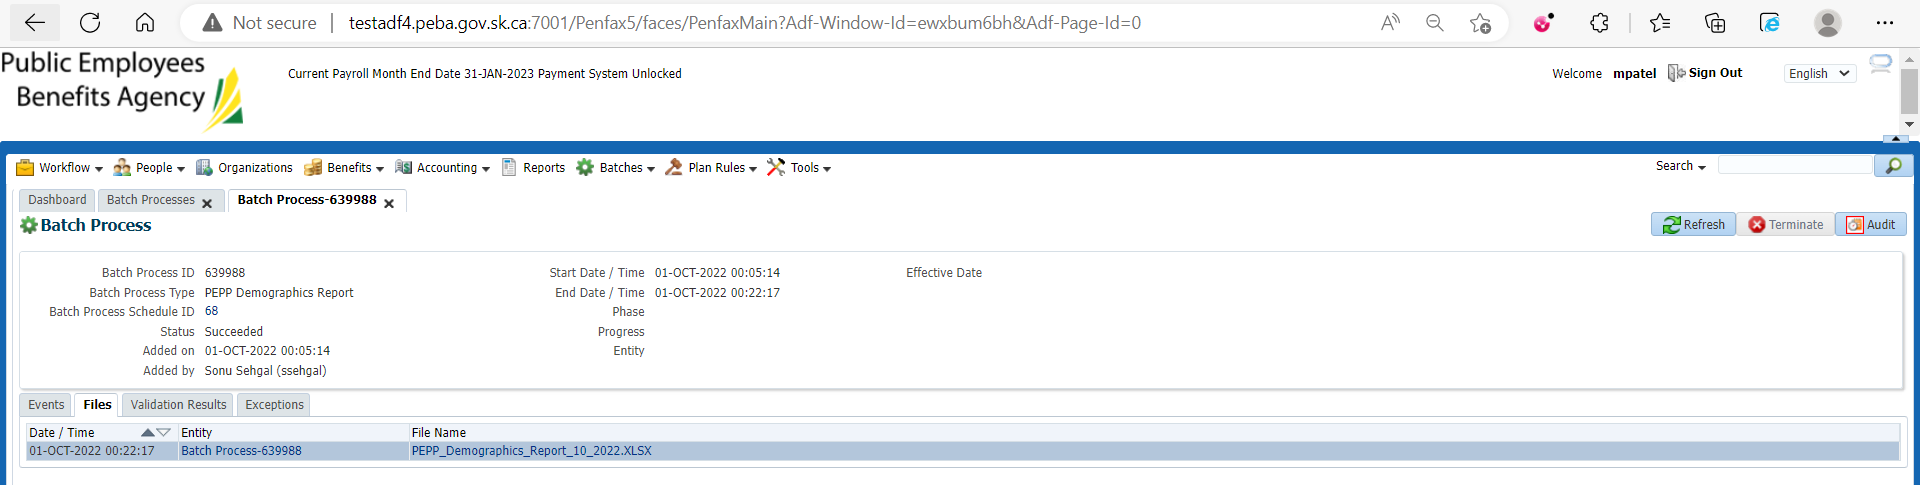 Not secure | testadf4.peba.gov.sk.ca:7001/Penfax5/faces/PenfaxMain?Adf-Window-Id=ewxbum6bh&Adf-Page-Id=0
Public Employees
Benefits Agency
Current Payroll Month End Date 31-JAN-2023 Payment System Unlocked
Welcome mpatel Sign Out English
Workflow People Organizations Benefits Accounting Reports Batches Plan Rules Tools Search
Dashboard Batch Processes Batch Process-639988
Batch Process Refresh Terminate Audit
Batch Process ID 639988 Start Date / Time 01-OCT-2022 00:05:14 Effective Date
Batch Process Type PEPP Demographics Report End Date / Time 01-OCT-2022 00:22:17
Batch Process Schedule ID 68 Phase
Status Succeeded Progress
Added on 01-OCT-2022 00:05:14 Entity
Added by Sonu Sehgal (ssehgal)
Events Files Validation Results Exceptions
Date / Time Entity File Name
01-OCT-2022 00:22:17 Batch Process-639988 PEPP_Demographics_Report_10_2022.XLSX